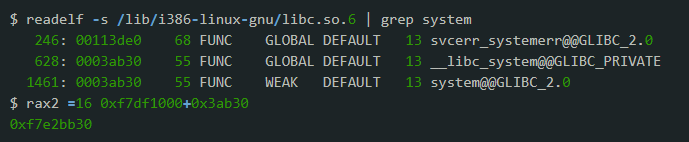 $ readelf -s /lib/i386-linux-gnu/libc.so.6 | grep system
246: 00113de0 68 FUNC GLOBAL DEFAULT 13 svcerr_systemerr@@GLIBC_2.0
628: 0003ab30 55 FUNC GLOBAL DEFAULT 13 __libc_system@@GLIBC_PRIVATE
1461: 0003ab30 55 FUNC WEAK DEFAULT 13 system@@GLIBC_2.0
$ rax2 =16 0xf7df1000+0x3ab30
0xf7e2bb30